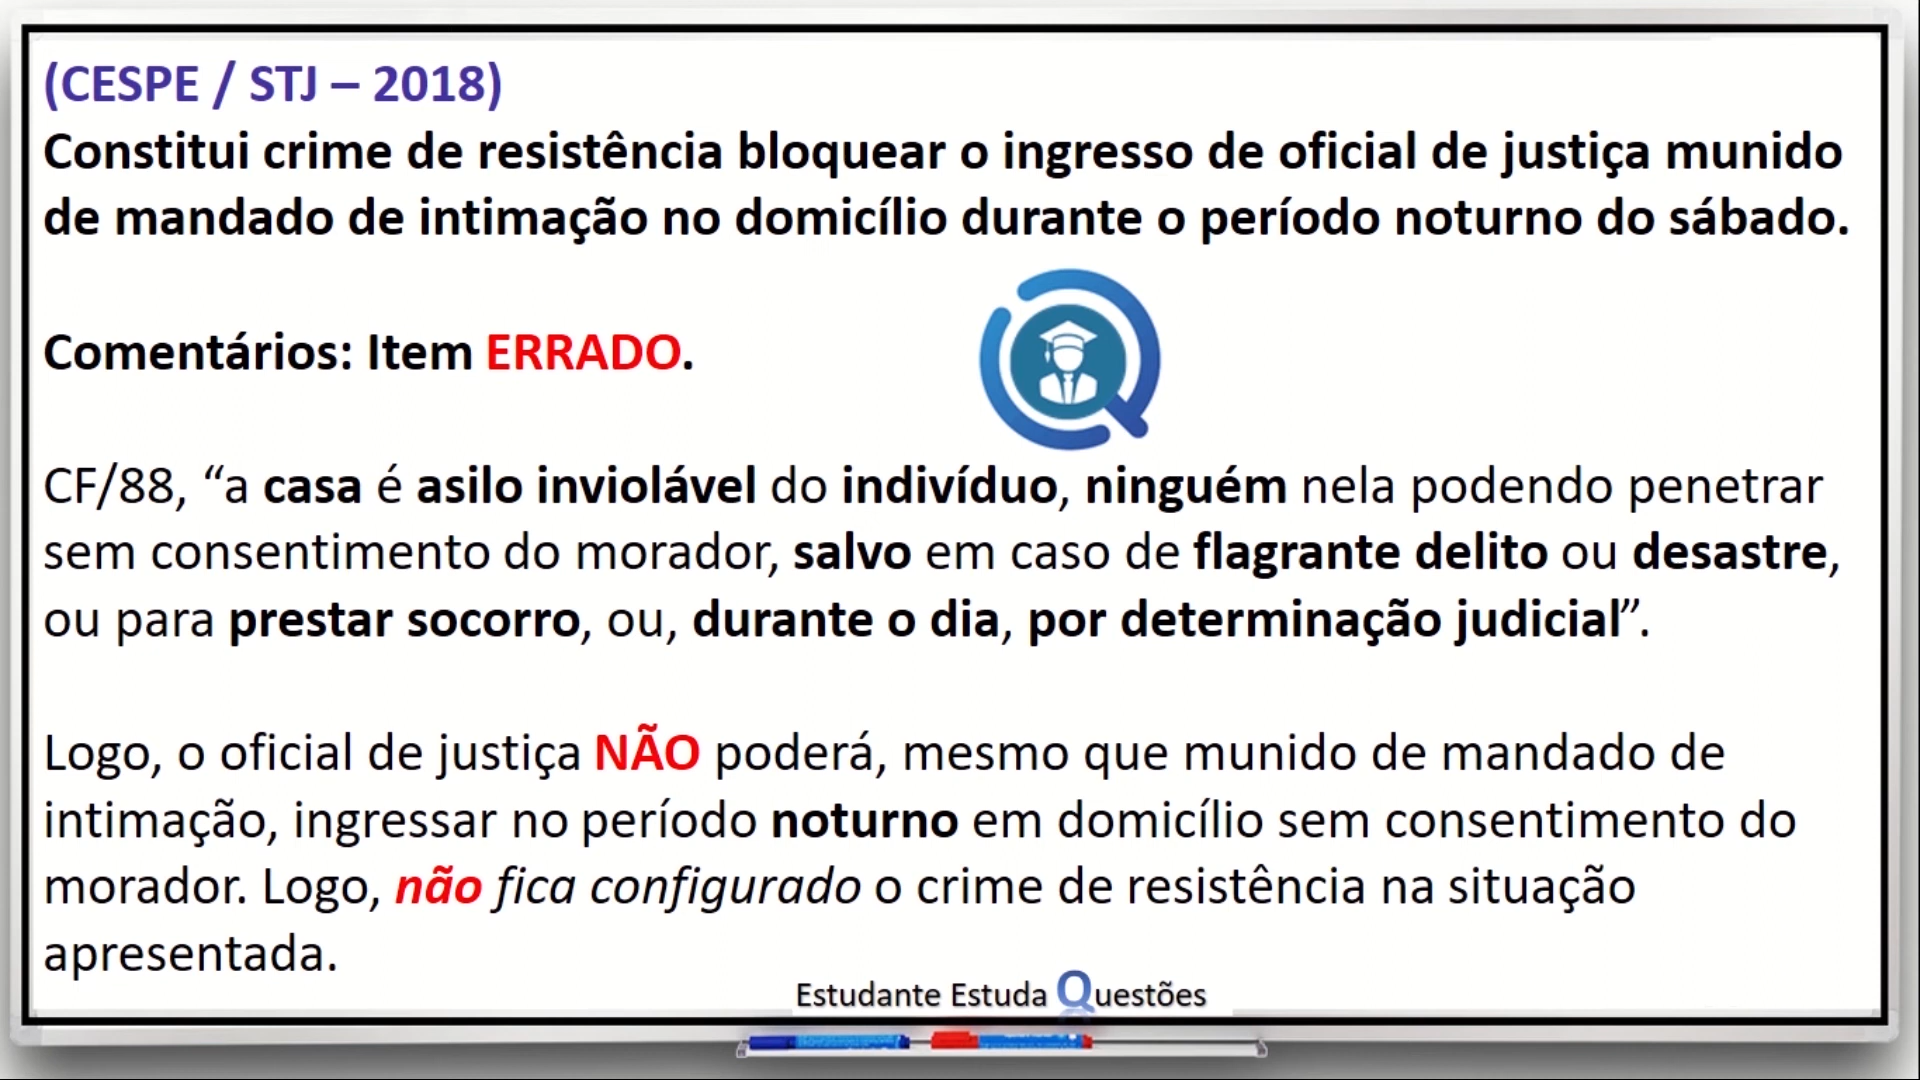 (CESPE / STJ – 2018)
Constitui crime de resistência bloquear o ingresso de oficial de justiça munido
de mandado de intimação no domicílio durante o período noturno do sábado.
Comentários: Item ERRADO.
CF/88, “a casa é asilo inviolável do indivíduo, ninguém nela podendo penetrar
sem consentimento do morador, salvo em caso de flagrante delito ou desastre,
ou para prestar socorro, ou, durante o dia, por determinação judicial”.
Logo, o oficial de justiça NÃO poderá, mesmo que munido de mandado de
intimação, ingressar no período noturno em domicílio sem consentimento do
morador. Logo, não fica configurado o crime de resistência na situação
apresentada.
Estudante Estuda Questões